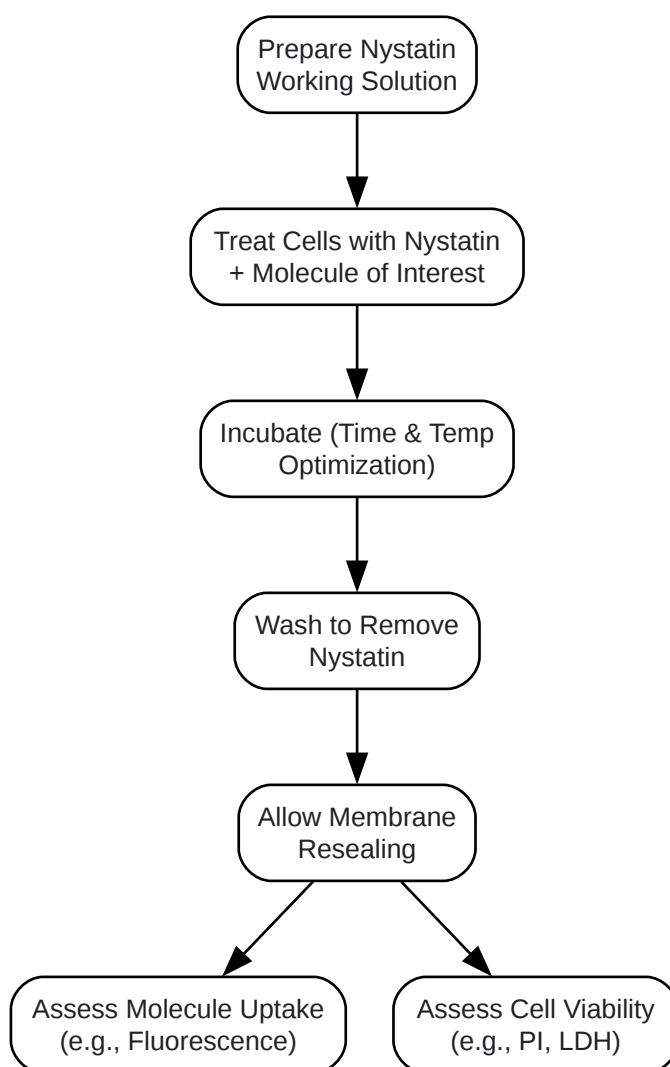 Prepare Nystatin
Working Solution
Treat Cells with Nystatin
+ Molecule of Interest
Incubate (Time & Temp
Optimization)
Wash to Remove
Nystatin
Allow Membrane
Resealing
Assess Molecule Uptake
(e.g., Fluorescence)
Assess Cell Viability
(e.g., PI, LDH)